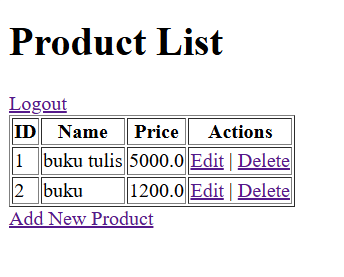 Product List
Logout
ID Name Price Actions
1 buku tulis 5000.0 Edit | Delete
2 buku 1200.0 Edit | Delete
Add New Product